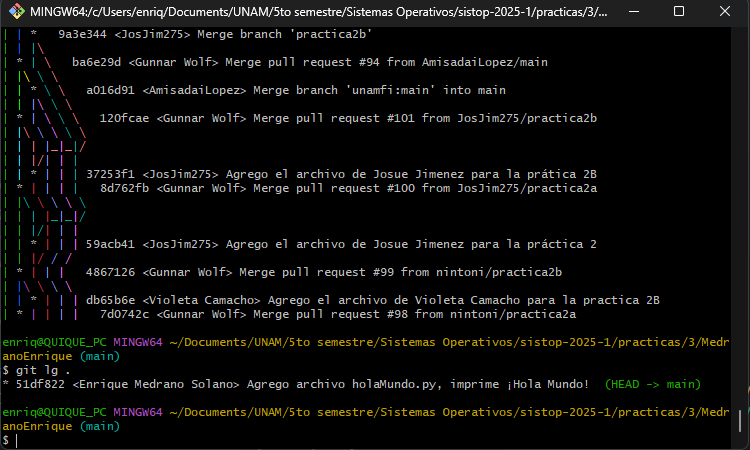 MINGW64:/c/Users/enriq/Documents/UNAM/5to semestre/Sistemas Operativos/sistop-2025-1/practicas/3/...
| | *   9a3e344 <JosJim275> Merge branch 'practica2b'
| | |\
| * | \   ba6e29d <Gunnar Wolf> Merge pull request #94 from AmisadaiLopez/main
| |\ \ \
| | * \ \   a016d91 <AmisadaiLopez> Merge branch 'unamfi:main' into main
| | |\ \ \
| * | \ \ \   120fcae <Gunnar Wolf> Merge pull request #101 from JosJim275/practica2b
| |\ \ \ \ \
| | | |_|_|/
| | |/| | |
| | * | | | 37253f1 <JosJim275> Agrego el archivo de Josue Jimenez para la prática 2B
| * | | | |   8d762fb <Gunnar Wolf> Merge pull request #100 from JosJim275/practica2a
| |\ \ \ \ \
| | | |_|_|/
| | |/| | |
| | * | | | 59acb41 <JosJim275> Agrego el archivo de Josue Jimenez para la práctica 2
| | |/ / /
| * | | |   4867126 <Gunnar Wolf> Merge pull request #99 from nintoni/practica2b
| |\ \ \ \
| | * | | | db65b6e <Violeta Camacho> Agrego el archivo de Violeta Camacho para la practica 2B
| * | | | |   7d0742c <Gunnar Wolf> Merge pull request #98 from nintoni/practica2a
enriq@QUIQUE_PC MINGW64 ~/Documents/UNAM/5to semestre/Sistemas Operativos/sistop-2025-1/practicas/3/Medr
anoEnrique (main)
$ git lg .
* 51df822 <Enrique Medrano Solano> Agrego archivo holaMundo.py, imprime ¡Hola Mundo!  (HEAD -> main)
enriq@QUIQUE_PC MINGW64 ~/Documents/UNAM/5to semestre/Sistemas Operativos/sistop-2025-1/practicas/3/Medr
anoEnrique (main)
$